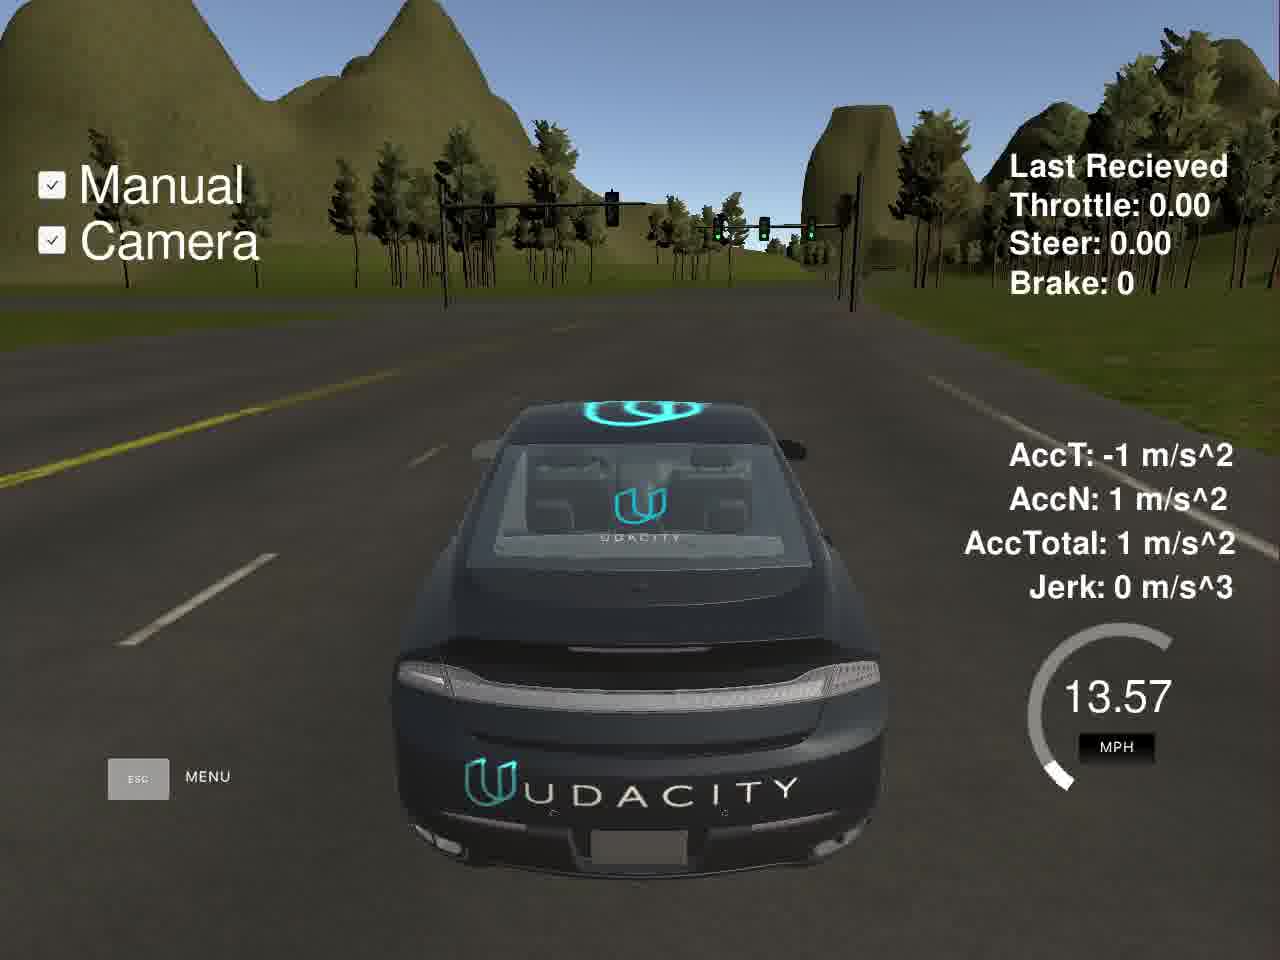 Manual
Camera
Last Recieved
Throttle: 0.00
Steer: 0.00
Brake: 0
AccT: -1 m/s^2
AccN: 1 m/s^2
AccTotal: 1 m/s^2
Jerk: 0 m/s^3
UDACITY
13.57
MPH
ESC MENU
UDACITY